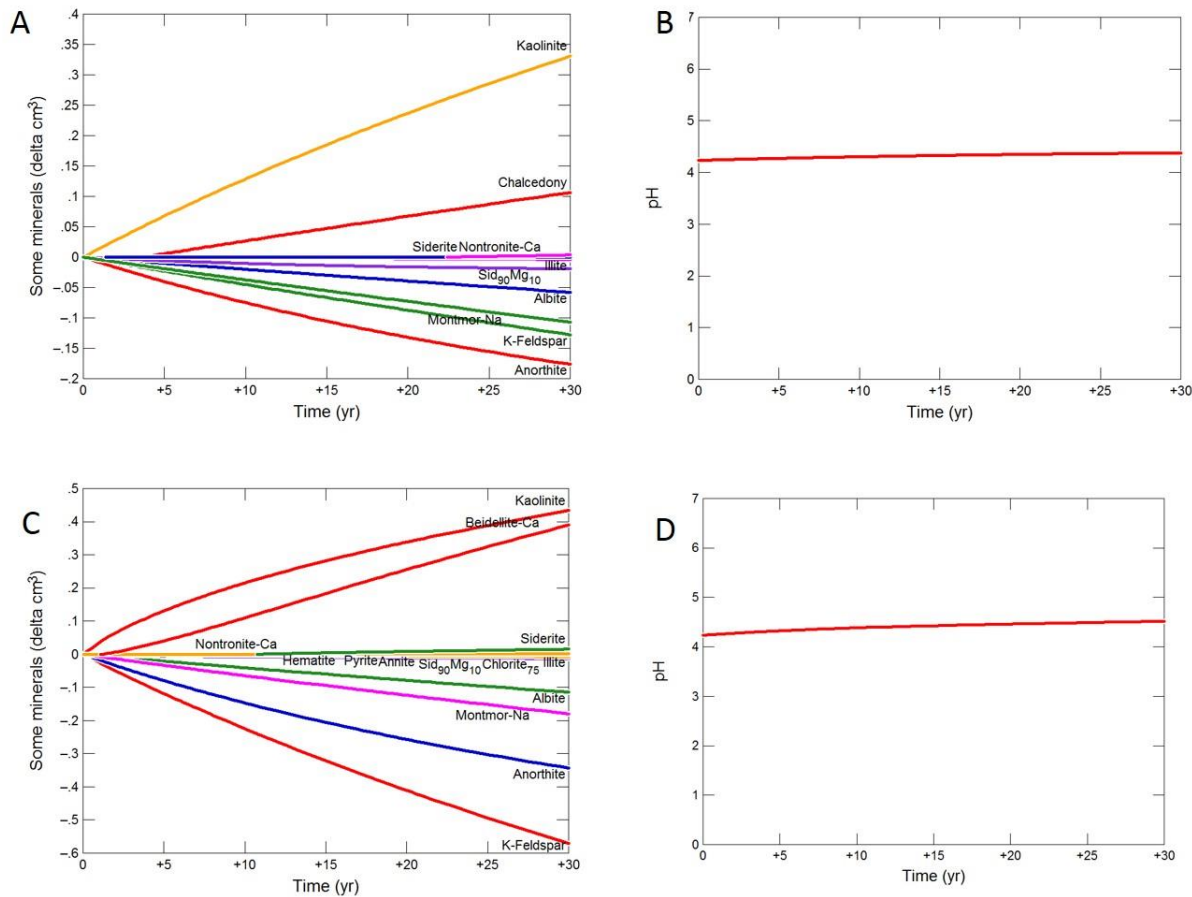 A
Some minerals (delta cm³)
.4
.35
.3
.25
.2
.15
.1
.05
0
–.05
–.1
–.15
–.2
Kaolinite
Chalcedony
Siderite Nontronite-Ca
Illite
Sid₉₀Mg₁₀
Albite
Montmor-Na
K-Feldspar
Anorthite
0 +5 +10 +15 +20 +25 +30
Time (yr)
B
pH
7
6
5
4
3
2
1
0
0 +5 +10 +15 +20 +25 +30
Time (yr)
C
Some minerals (delta cm³)
.5
.4
.3
.2
.1
0
–.1
–.2
–.3
–.4
–.5
–.6
Kaolinite
Beidellite-Ca
Nontronite-Ca
Siderite
Hematite Pyrite Annite Sid₉₀Mg₁₀ Chlorite₇₅ Illite
Albite
Montmor-Na
Anorthite
K-Feldspar
0 +5 +10 +15 +20 +25 +30
Time (yr)
D
pH
7
6
5
4
3
2
1
0
0 +5 +10 +15 +20 +25 +30
Time (yr)